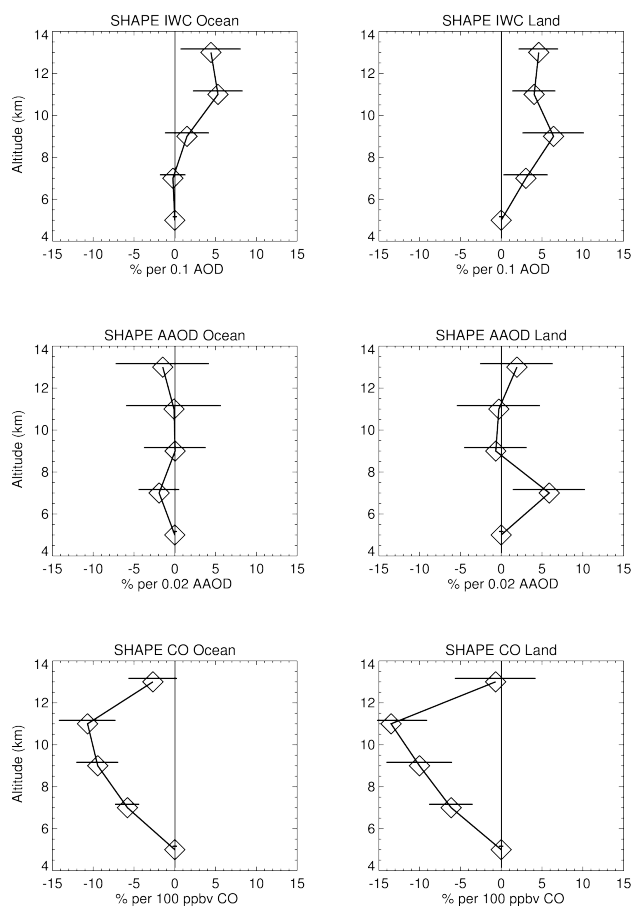 SHAPE IWC Ocean
14
12
10
8
6
4
Altitude (km)
-15 -10 -5 0 5 10 15
% per 0.1 AOD
SHAPE IWC Land
14
12
10
8
6
4
-15 -10 -5 0 5 10 15
% per 0.1 AOD
SHAPE AAOD Ocean
14
12
10
8
6
4
Altitude (km)
-15 -10 -5 0 5 10 15
% per 0.02 AAOD
SHAPE AAOD Land
14
12
10
8
6
4
-15 -10 -5 0 5 10 15
% per 0.02 AAOD
SHAPE CO Ocean
14
12
10
8
6
4
Altitude (km)
-15 -10 -5 0 5 10 15
% per 100 ppbv CO
SHAPE CO Land
14
12
10
8
6
4
-15 -10 -5 0 5 10 15
% per 100 ppbv CO